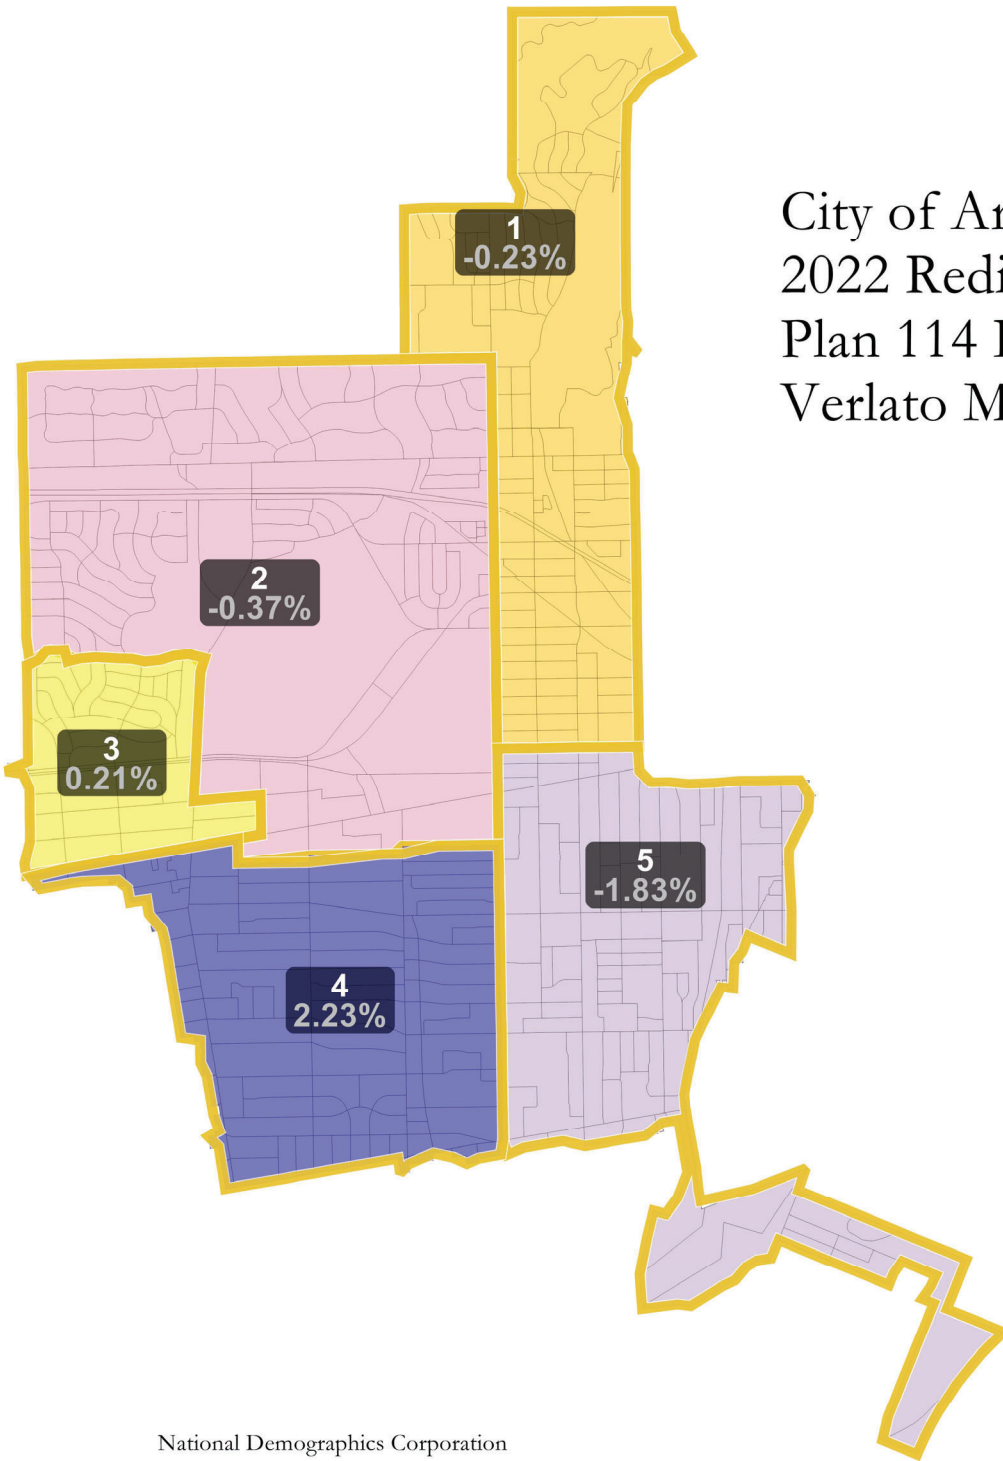 City of
2022
Plan 114
Verlato
1
-0.23%
2
-0.37%
3
0.21%
5
-1.83%
4
2.23%
National Demographics Corporation